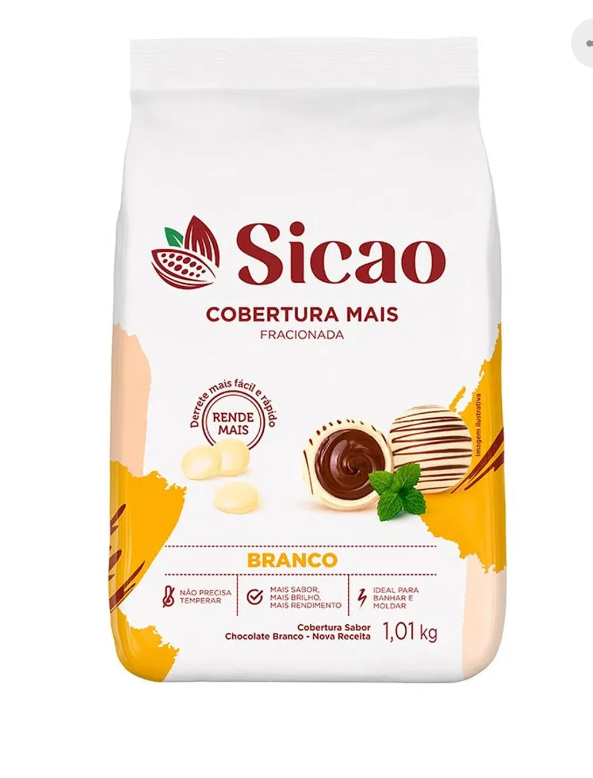 Sicao
COBERTURA MAIS
FRACIONADA
Derrete mais fácil e rápido
RENDE
MAIS
Imagem ilustrativa
BRANCO
NÃO PRECISA
TEMPERAR
MAIS SABOR,
MAIS BRILHO,
MAIS RENDIMENTO
IDEAL PARA
BANHAR E
MOLDAR
Cobertura Sabor
Chocolate Branco - Nova Receita
1,01 kg